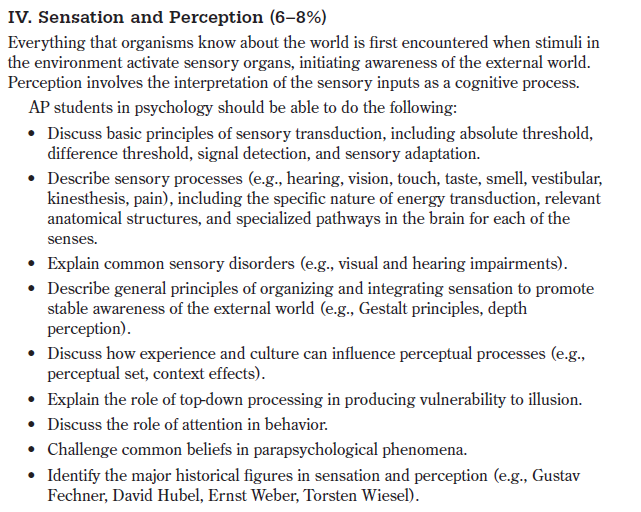 IV. Sensation and Perception (6–8%)
Everything that organisms know about the world is first encountered when stimuli in
the environment activate sensory organs, initiating awareness of the external world.
Perception involves the interpretation of the sensory inputs as a cognitive process.
AP students in psychology should be able to do the following:
• Discuss basic principles of sensory transduction, including absolute threshold,
difference threshold, signal detection, and sensory adaptation.
• Describe sensory processes (e.g., hearing, vision, touch, taste, smell, vestibular,
kinesthesis, pain), including the specific nature of energy transduction, relevant
anatomical structures, and specialized pathways in the brain for each of the
senses.
• Explain common sensory disorders (e.g., visual and hearing impairments).
• Describe general principles of organizing and integrating sensation to promote
stable awareness of the external world (e.g., Gestalt principles, depth
perception).
• Discuss how experience and culture can influence perceptual processes (e.g.,
perceptual set, context effects).
• Explain the role of top-down processing in producing vulnerability to illusion.
• Discuss the role of attention in behavior.
• Challenge common beliefs in parapsychological phenomena.
• Identify the major historical figures in sensation and perception (e.g., Gustav
Fechner, David Hubel, Ernst Weber, Torsten Wiesel).